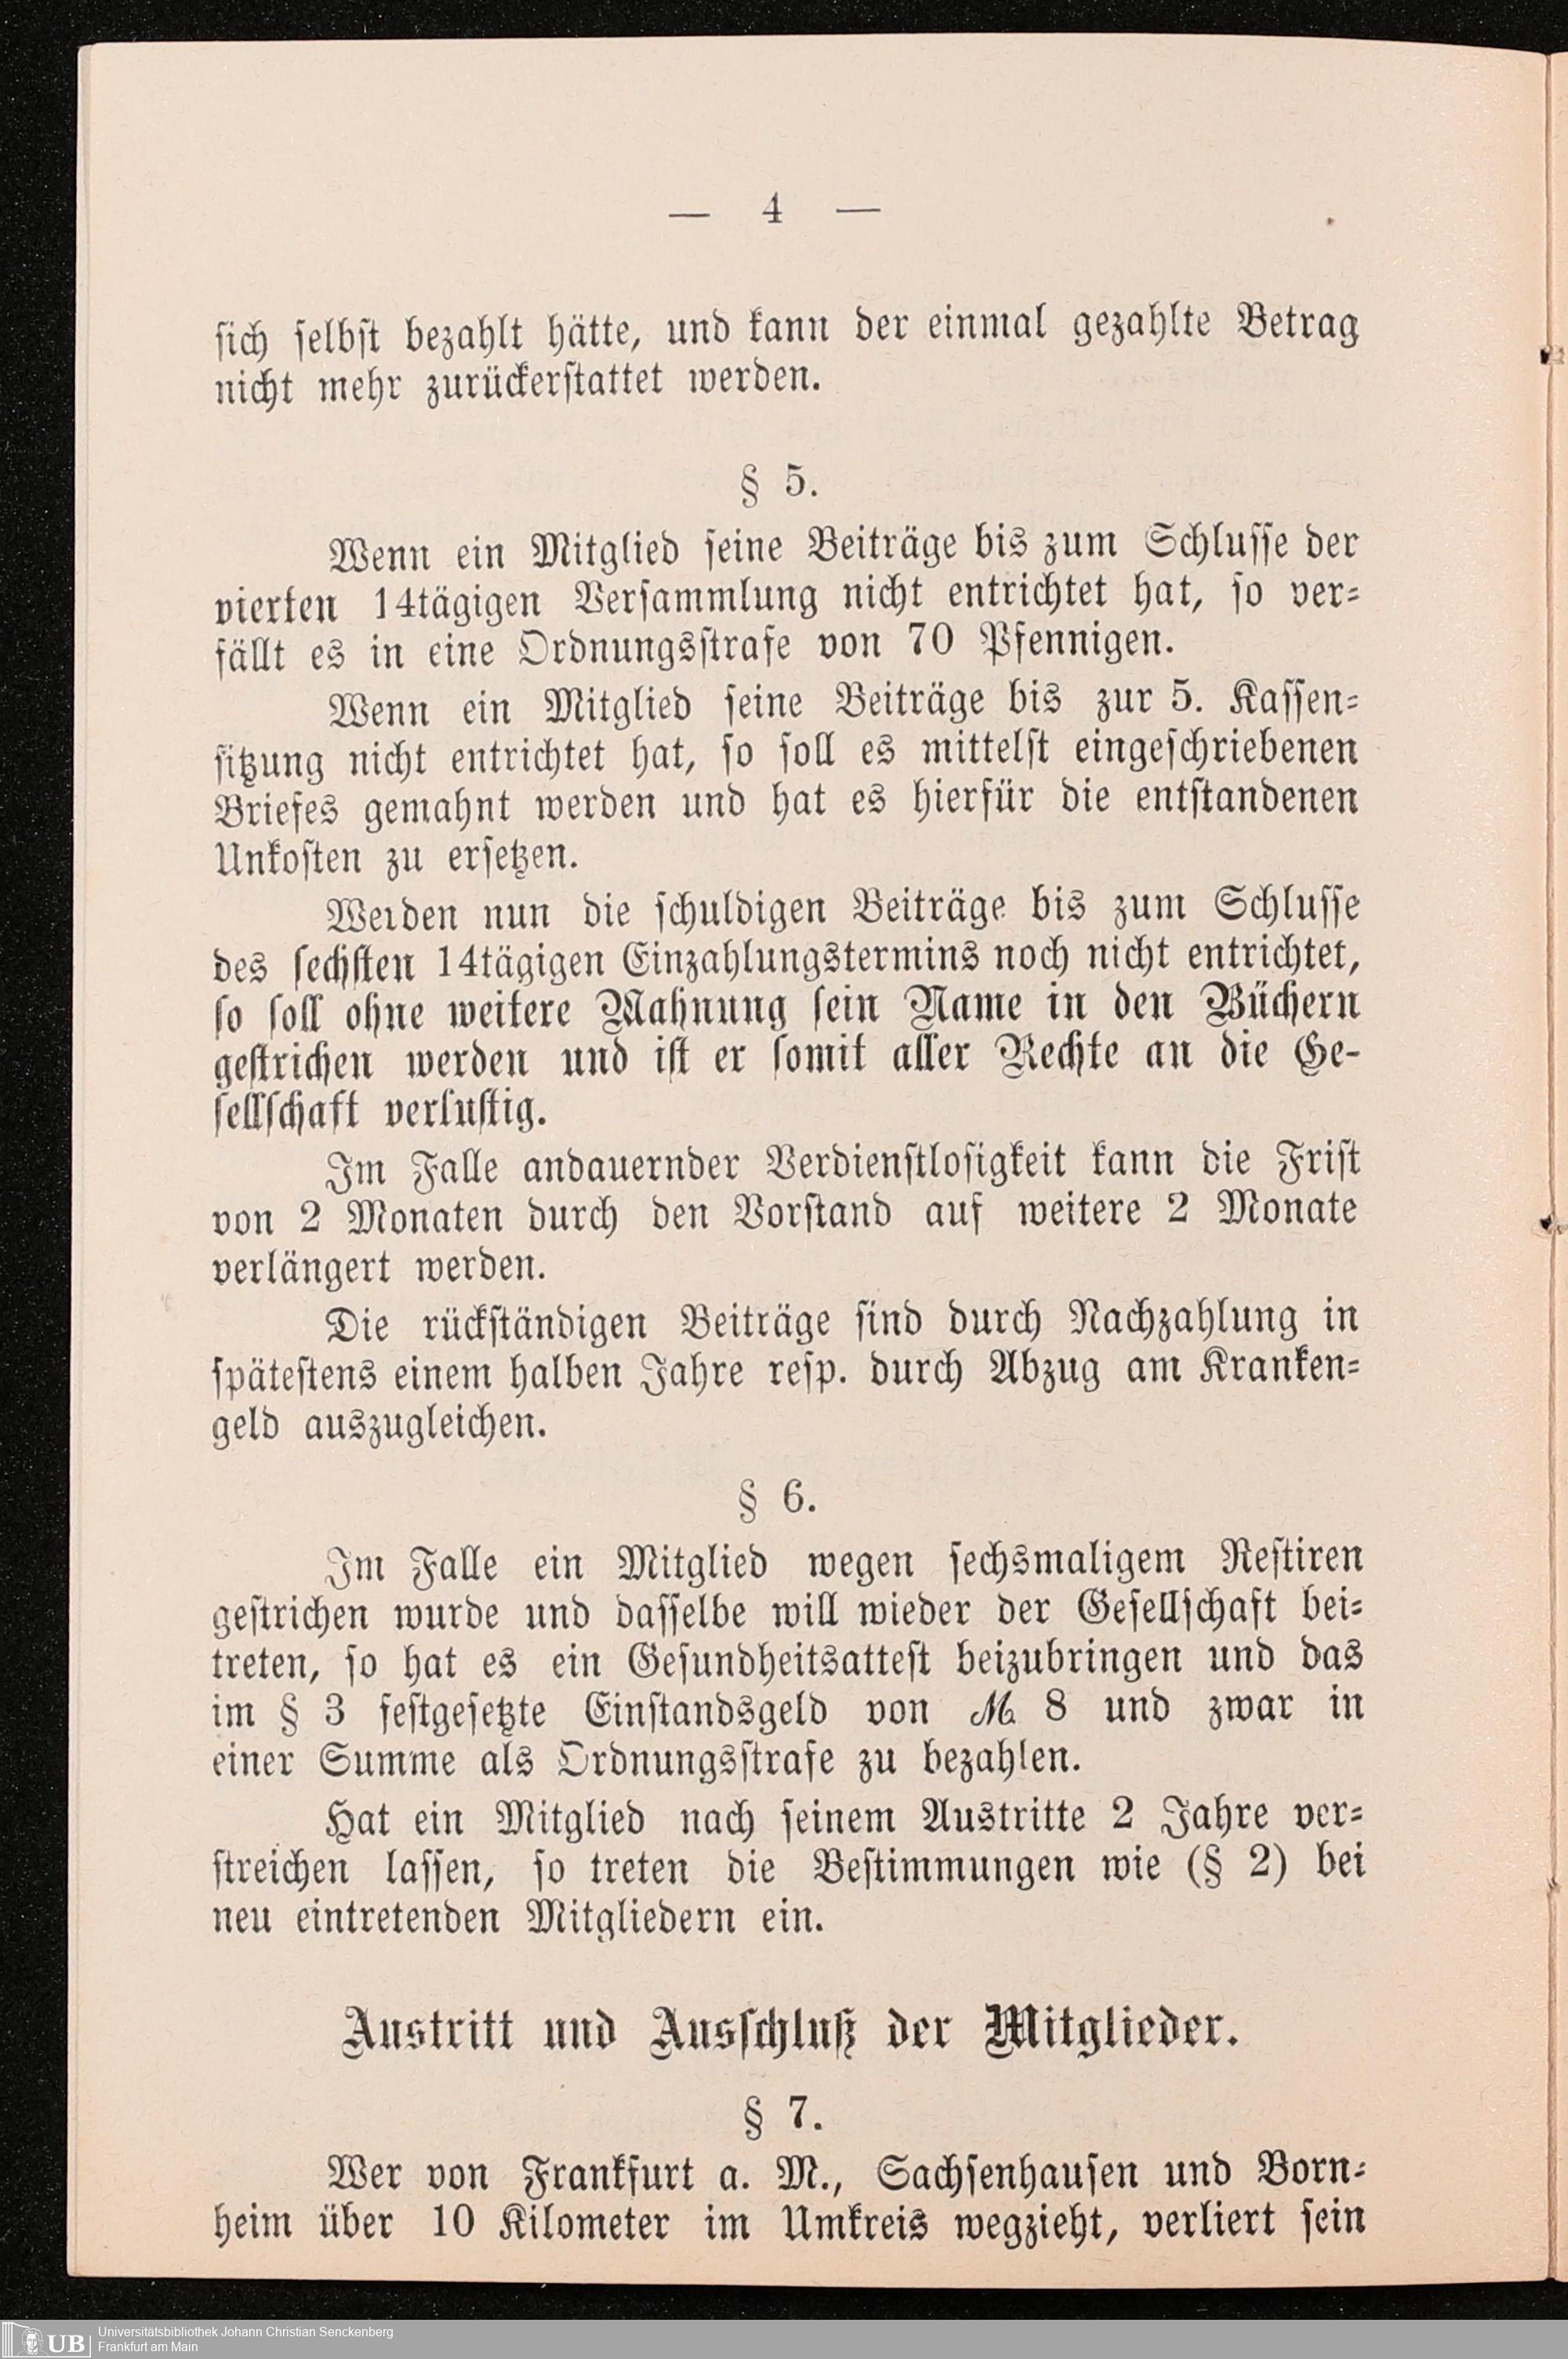 — 4 —
sich selbst bezahlt hätte, und kann der einmal gezahlte Betrag
nicht mehr zurückerstattet werden.
§ 5.
Wenn ein Mitglied seine Beiträge bis zum Schlusse der
vierten 14tägigen Versammlung nicht entrichtet hat, so ver-
fällt es in eine Ordnungsstrafe von 70 Pfennigen.
Wenn ein Mitglied seine Beiträge bis zur 5. Kassen-
sitzung nicht entrichtet hat, so soll es mittelst eingeschriebenen
Briefes gemahnt werden und hat es hierfür die entstandenen
Unkosten zu ersetzen.
Werden nun die schuldigen Beiträge bis zum Schlusse
des sechsten 14tägigen Einzahlungstermins noch nicht entrichtet,
so soll ohne weitere Mahnung sein Name in den Büchern
gestrichen werden und ist er somit aller Rechte an die Ge-
sellschaft verlustig.
Im Falle andauernder Verdienstlosigkeit kann die Frist
von 2 Monaten durch den Vorstand auf weitere 2 Monate
verlängert werden.
Die rückständigen Beiträge sind durch Nachzahlung in
spätestens einem halben Jahre resp. durch Abzug am Kranken-
geld auszugleichen.
§ 6.
Im Falle ein Mitglied wegen sechsmaligem Restiren
gestrichen wurde und dasselbe will wieder der Gesellschaft bei-
treten, so hat es ein Gesundheitsattest beizubringen und das
im § 3 festgesetzte Einstandsgeld von M. 8 und zwar in
einer Summe als Ordnungsstrafe zu bezahlen.
Hat ein Mitglied nach seinem Austritte 2 Jahre ver-
streichen lassen, so treten die Bestimmungen wie (§ 2) bei
neu eintretenden Mitgliedern ein.
Austritt und Ausschluß der Mitglieder.
§ 7.
Wer von Frankfurt a. M., Sachsenhausen und Born-
heim über 10 Kilometer im Umkreis wegzieht, verliert sein
UB
Universitätsbibliothek Johann Christian Senckenberg
Frankfurt am Main